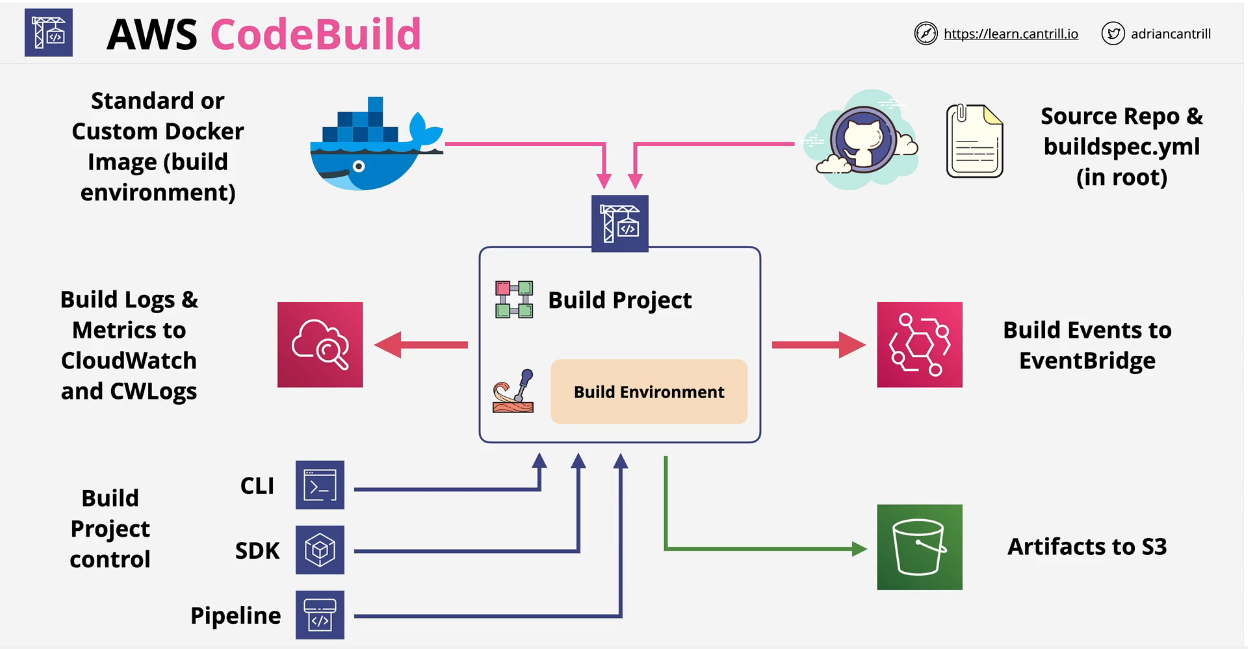 AWS CodeBuild
https://learn.cantrill.io
adriancantrill
Standard or
Custom Docker
Image (build
environment)
Source Repo &
buildspec.yml
(in root)
Build Logs &
Metrics to
CloudWatch
and CWLogs
Build Project
Build Environment
Build Events to
EventBridge
Build
Project
control
CLI
SDK
Pipeline
Artifacts to S3